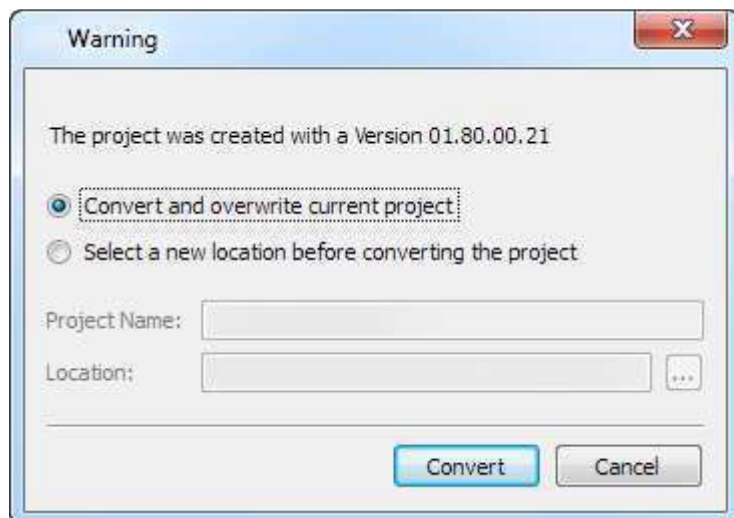 Warning
The project was created with a Version 01.80.00.21
Convert and overwrite current project
Select a new location before converting the project
Project Name:
Location:
...
Convert
Cancel